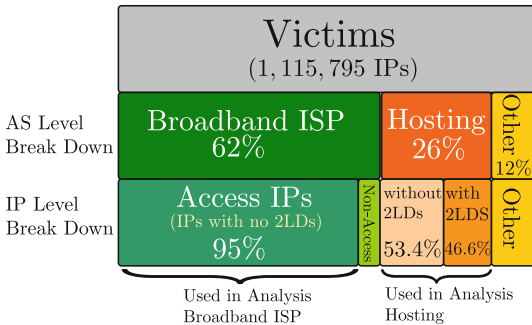 Victims
(1, 115, 795 IPs)
AS Level
Break Down
Broadband ISP
62%
Hosting
26%
Other
12%
IP Level
Break Down
Access IPs
(IPs with no 2LDs)
95%
Non-Access
without
2LDs
53.4%
with
2LDS
46.6%
Other
Used in Analysis
Broadband ISP
Used in Analysis
Hosting